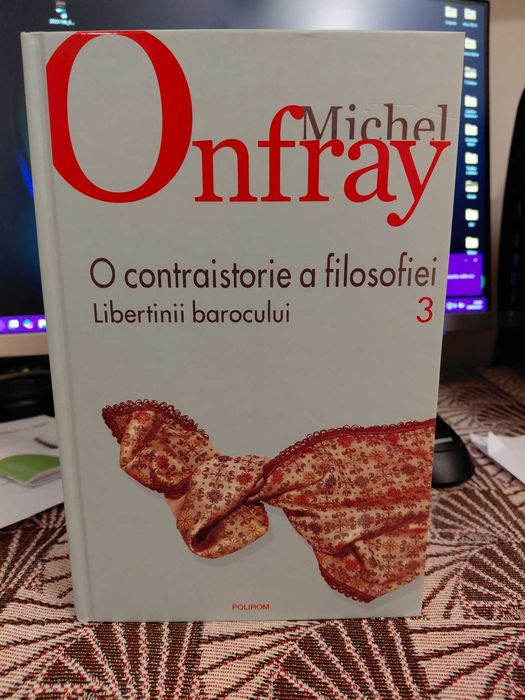 Michel
Onfray
O contraistorie a filosofiei
Libertinii barocului 3
POLIROM